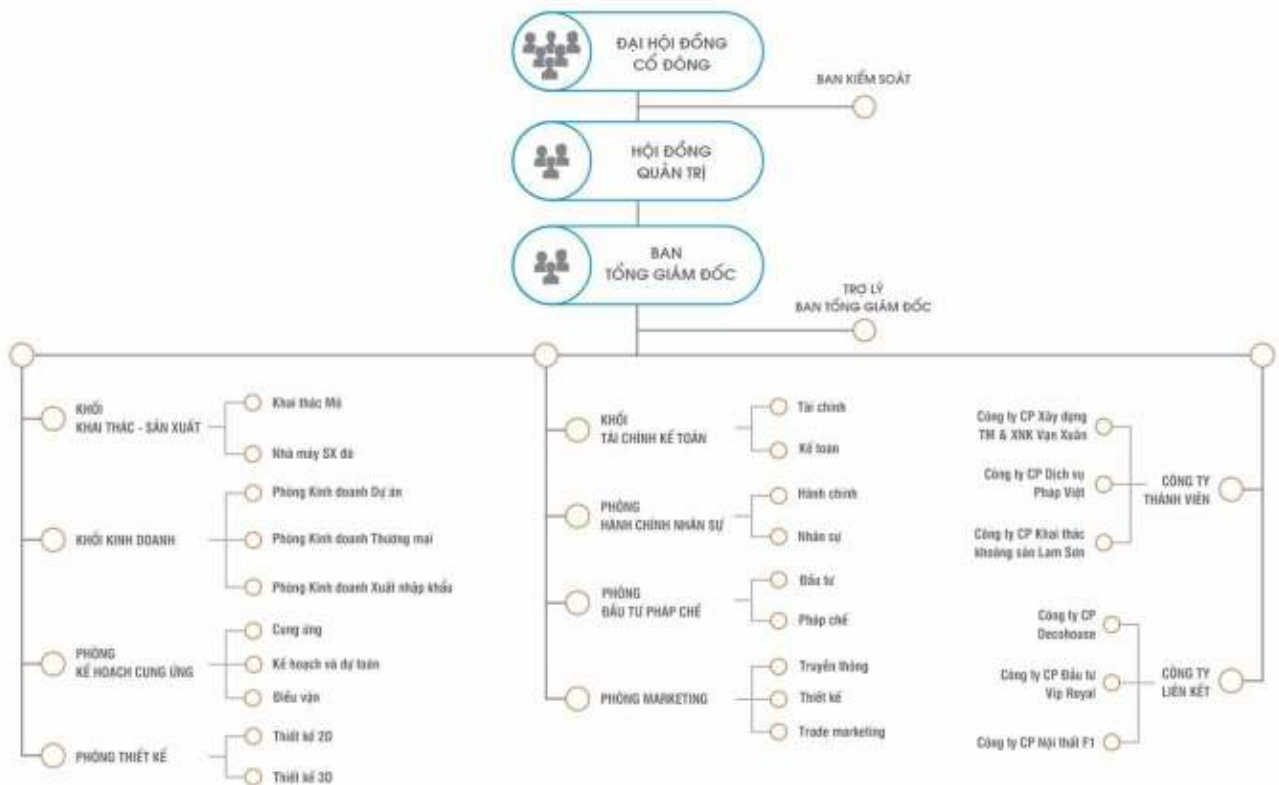 ĐẠI HỘI ĐỒNG
CỔ ĐÔNG
BAN KIỂM SOÁT
HỘI ĐỒNG
QUẢN TRỊ
BAN
TỔNG GIÁM ĐỐC
TRỢ LÝ
BAN TỔNG GIÁM ĐỐC
KHỐI
KHAI THÁC - SẢN XUẤT
Khai thác Mỏ
Nhà máy SX đá
KHỐI KINH DOANH
Phòng Kinh doanh Dự án
Phòng Kinh doanh Thương mại
Phòng Kinh doanh Xuất nhập khẩu
PHÒNG
KẾ HOẠCH CUNG ỨNG
Cung ứng
Kế hoạch và dự toán
Điều vận
PHÒNG THIẾT KẾ
Thiết kế 2D
Thiết kế 3D
KHỐI
TÀI CHÍNH KẾ TOÁN
Tài chính
Kế toán
PHÒNG
HÀNH CHÍNH NHÂN SỰ
Hành chính
Nhân sự
PHÒNG
ĐẦU TƯ PHÁP CHẾ
Đầu tư
Pháp chế
PHÒNG MARKETING
Truyền thông
Thiết kế
Trade marketing
Công ty CP Xây dựng
TM & XNK Vạn Xuân
Công ty CP Dịch vụ
Pháp Việt
Công ty CP Khai thác
khoáng sản Lam Sơn
CÔNG TY
THÀNH VIÊN
Công ty CP
Decohouse
Công ty CP Đầu tư
Vip Royal
Công ty CP Nội thất F1
CÔNG TY
LIÊN KẾT